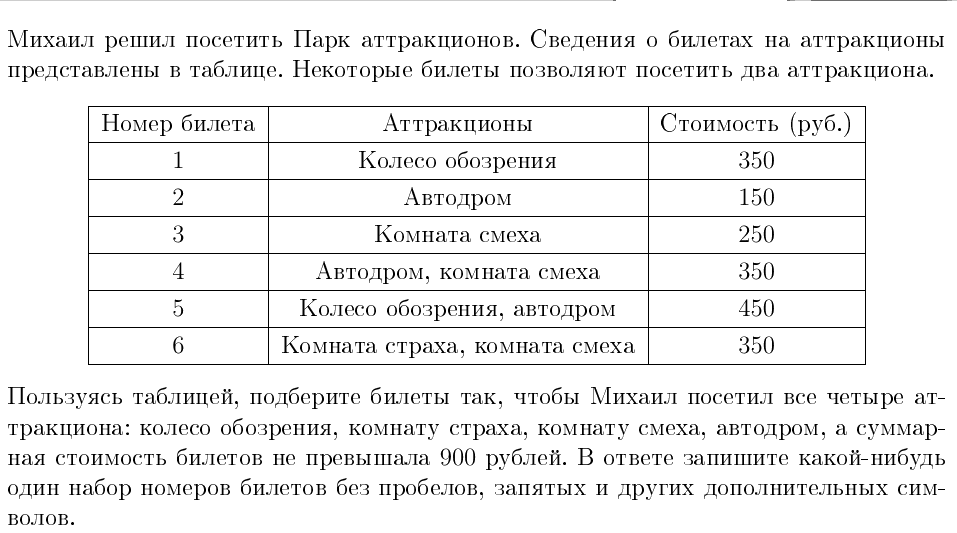 Михаил решил посетить Парк аттракционов. Сведения о билетах на аттракционы
представлены в таблице. Некоторые билеты позволяют посетить два аттракциона.
Номер билета Аттракционы Стоимость (руб.)
1 Колесо обозрения 350
2 Автодром 150
3 Комната смеха 250
4 Автодром, комната смеха 350
5 Колесо обозрения, автодром 450
6 Комната страха, комната смеха 350
Пользуясь таблицей, подберите билеты так, чтобы Михаил посетил все четыре ат-
тракциона: колесо обозрения, комнату страха, комнату смеха, автодром, а суммар-
ная стоимость билетов не превышала 900 рублей. В ответе запишите какой-нибудь
один набор номеров билетов без пробелов, запятых и других дополнительных сим-
волов.